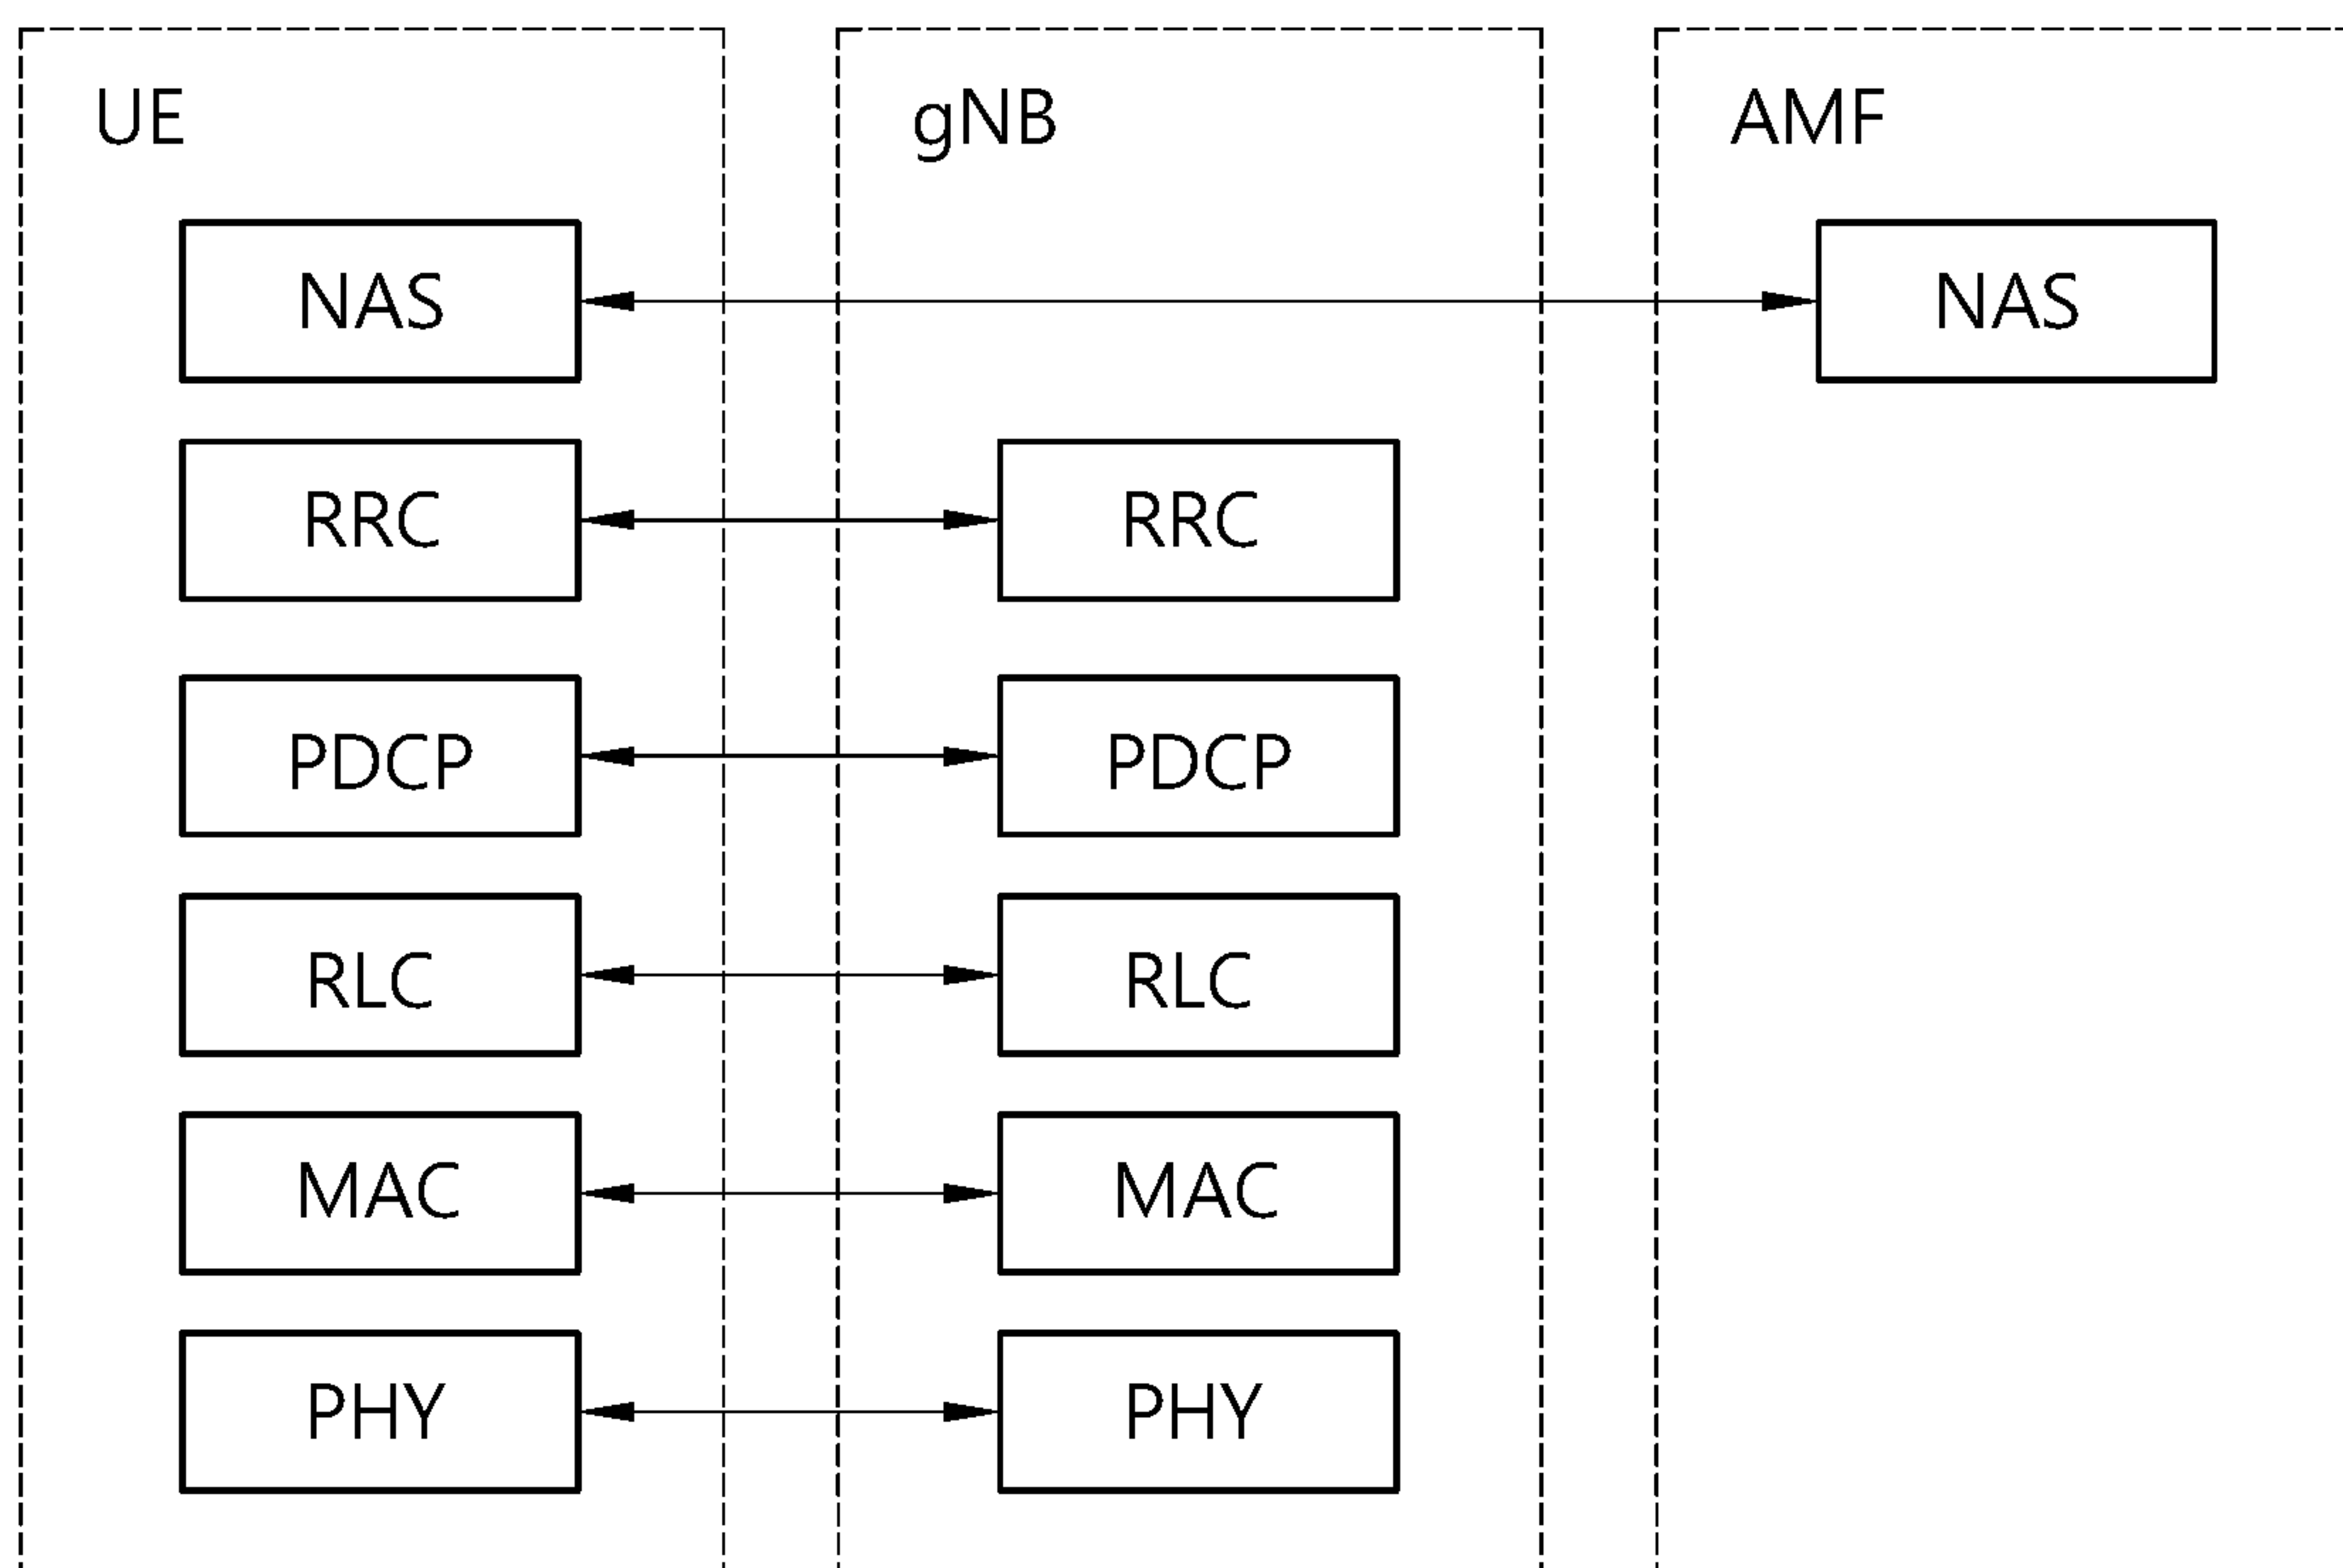 UE gNB AMF
NAS NAS
RRC RRC
PDCP PDCP
RLC RLC
MAC MAC
PHY PHY